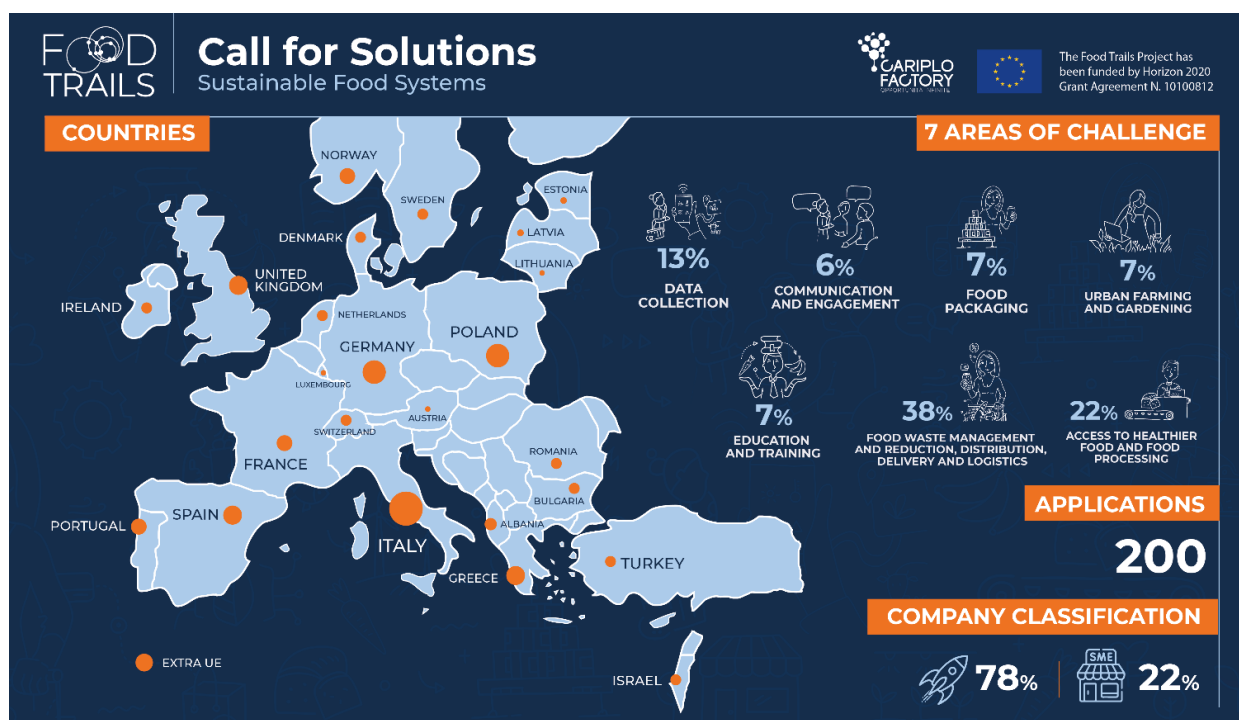 FOOD
TRAILS
Call for Solutions
Sustainable Food Systems
CARIPLO
FACTORY
OPPORTUNITÀ INFINITE
The Food Trails Project has
been funded by Horizon 2020
Grant Agreement N. 10100812
COUNTRIES
NORWAY
SWEDEN
ESTONIA
LATVIA
LITHUANIA
DENMARK
UNITED
KINGDOM
IRELAND
NETHERLANDS
POLAND
GERMANY
LUXEMBOURG
AUSTRIA
SWITZERLAND
FRANCE
ROMANIA
BULGARIA
SPAIN
PORTUGAL
ALBANIA
ITALY
GREECE
TURKEY
EXTRA UE
ISRAEL
7 AREAS OF CHALLENGE
13%
DATA
COLLECTION
6%
COMMUNICATION
AND ENGAGEMENT
7%
FOOD
PACKAGING
7%
URBAN FARMING
AND GARDENING
7%
EDUCATION
AND TRAINING
38%
FOOD WASTE MANAGEMENT
AND REDUCTION, DISTRIBUTION,
DELIVERY AND LOGISTICS
22%
ACCESS TO HEALTHIER
FOOD AND FOOD
PROCESSING
APPLICATIONS
200
COMPANY CLASSIFICATION
78%
SME
22%